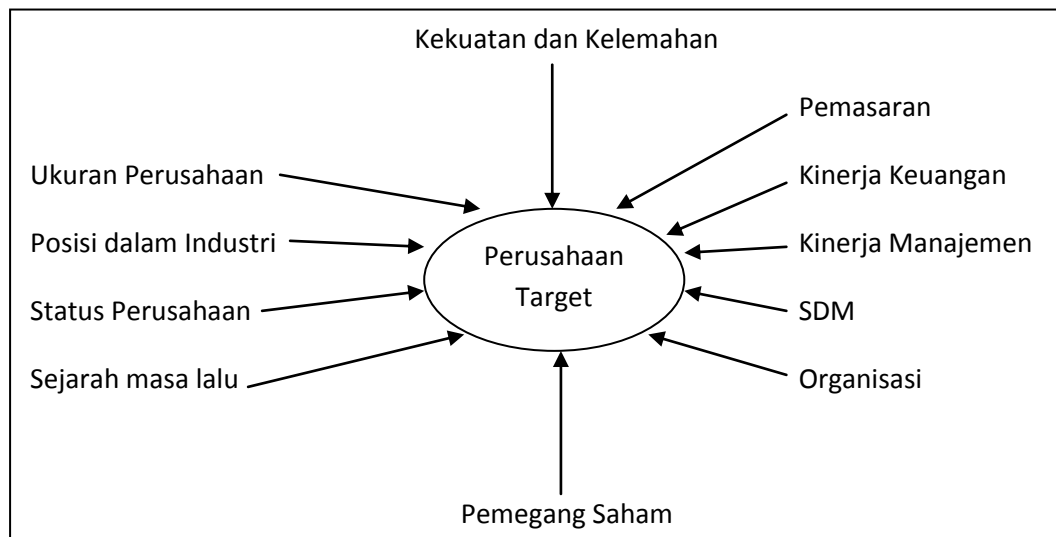 Kekuatan dan Kelemahan
Pemasaran
Ukuran Perusahaan
Kinerja Keuangan
Posisi dalam Industri
Kinerja Manajemen
Perusahaan
Target
Status Perusahaan
SDM
Sejarah masa lalu
Organisasi
Pemegang Saham